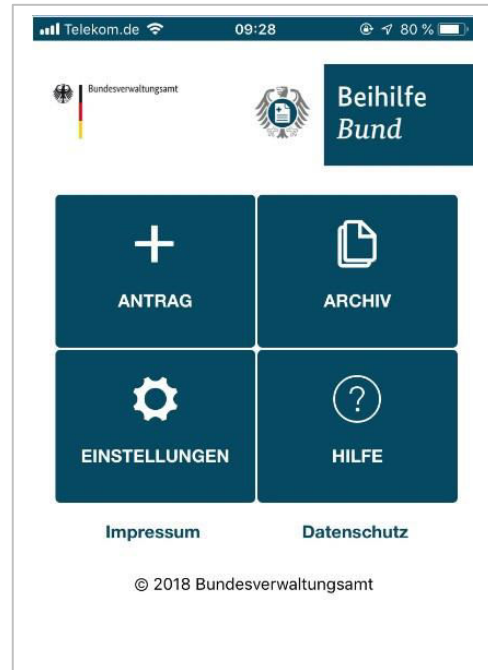 Telekom.de 09:28 80 %
Bundesverwaltungsamt
Beihilfe
Bund
ANTRAG ARCHIV
EINSTELLUNGEN HILFE
Impressum Datenschutz
© 2018 Bundesverwaltungsamt